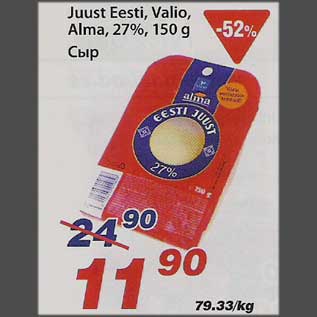 Juust Eesti, Valio,
Alma, 27%, 150 g
Сыр
-52%
alma
EESTI JUUST
27%
150 g
24 90
11 90
79.33/kg